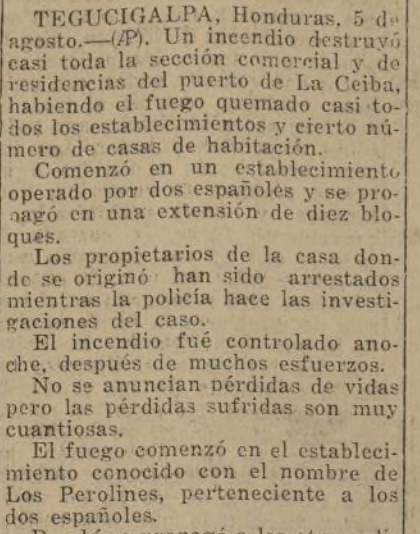 TEGUCIGALPA, Honduras, 5 de
agosto.—(AP). Un incendio destruyó
casi toda la sección comercial y de
residencias del puerto de La Ceiba,
habiendo el fuego quemado casi to-
dos los establecimientos y cierto nú-
mero de casas de habitación.
Comenzó en un establecimiento
operado por dos españoles y se pro-
pagó en una extensión de diez blo-
ques.
Los propietarios de la casa don-
de se originó han sido arrestados
mientras la policía hace las investi-
gaciones del caso.
El incendio fué controlado ano-
che, después de muchos esfuerzos.
No se anuncian pérdidas de vidas
pero las pérdidas sufridas son muy
cuantiosas.
El fuego comenzó en el estableci-
miento conocido con el nombre de
Los Perolines, perteneciente a los
dos españoles.